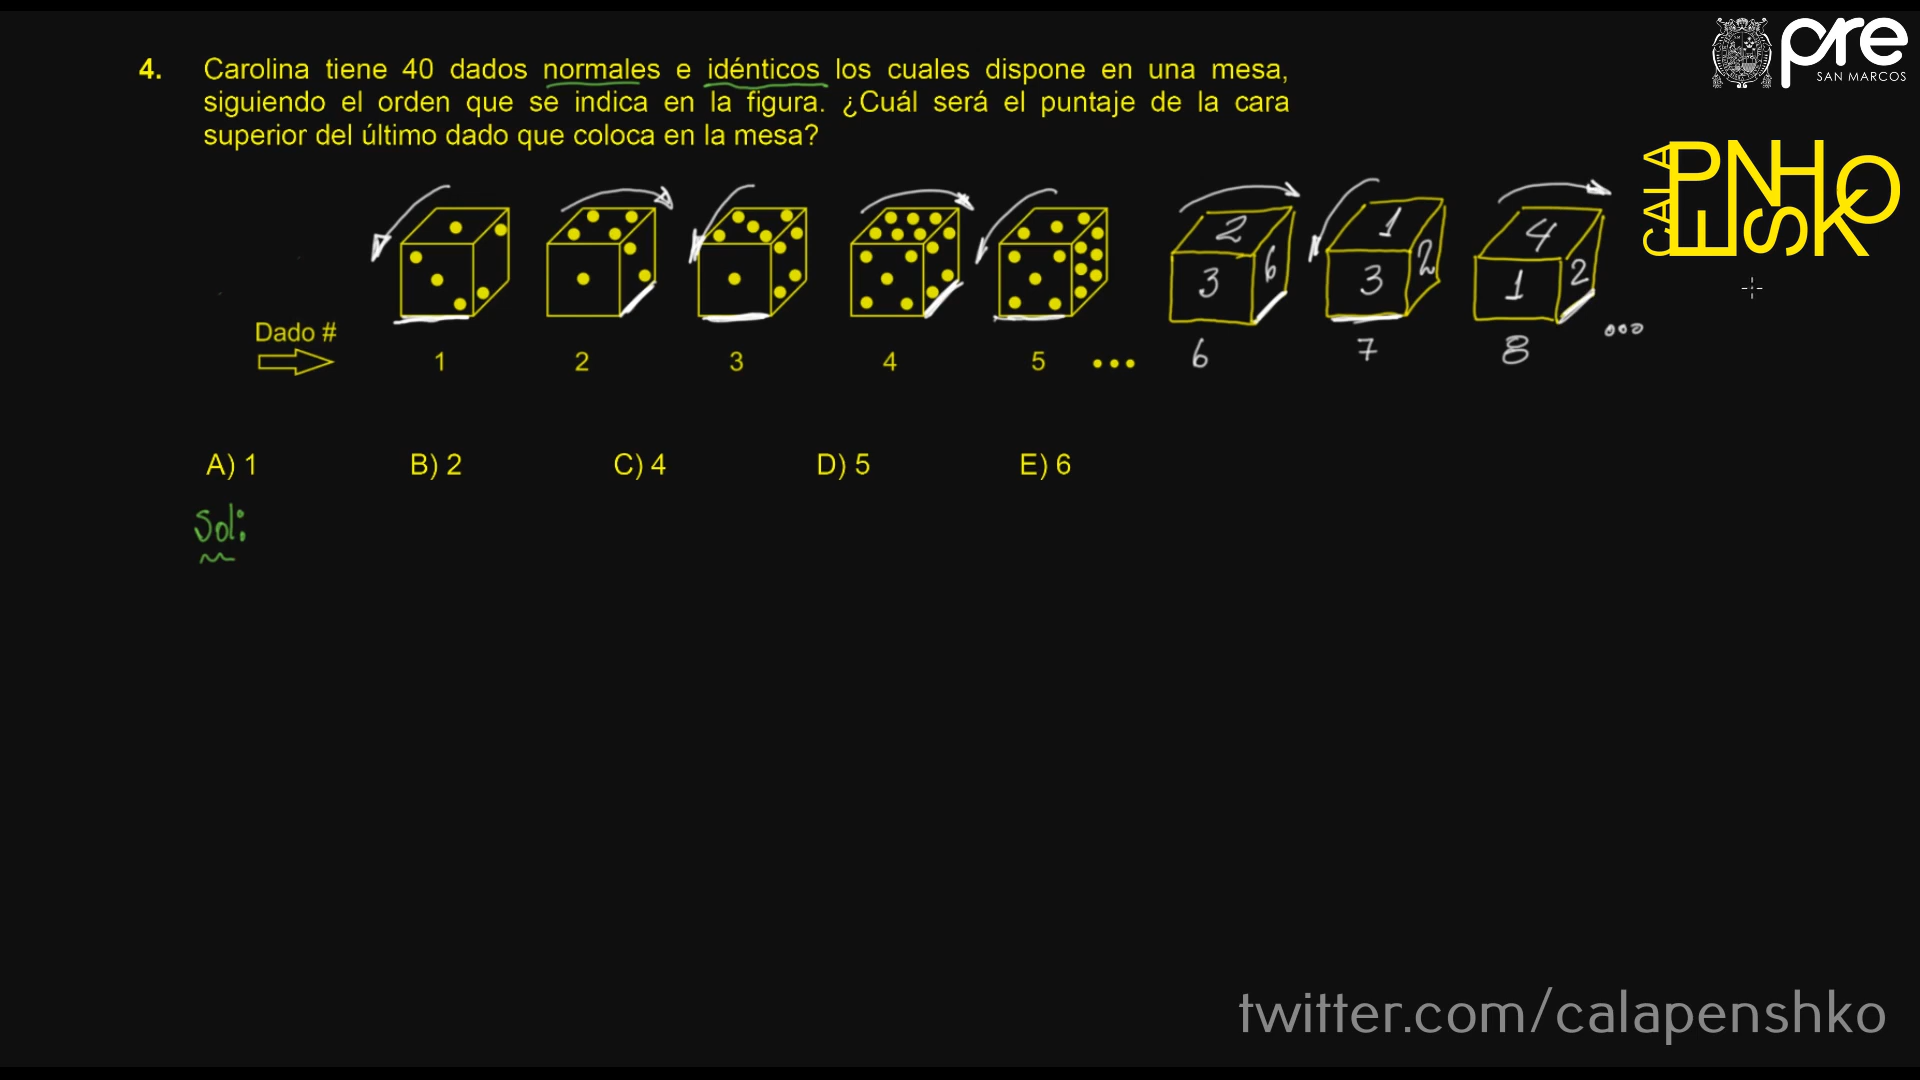 pre
SAN MARCOS
4. Carolina tiene 40 dados normales e idénticos los cuales dispone en una mesa,
siguiendo el orden que se indica en la figura. ¿Cuál será el puntaje de la cara
superior del último dado que coloca en la mesa?
CALA
PNHO
ESK
2 1 4
3 6 3 2 1 2
Dado #
1 2 3 4 5 ... 6 7 8 ...
A) 1 B) 2 C) 4 D) 5 E) 6
Sol:
twitter.com/calapenshko